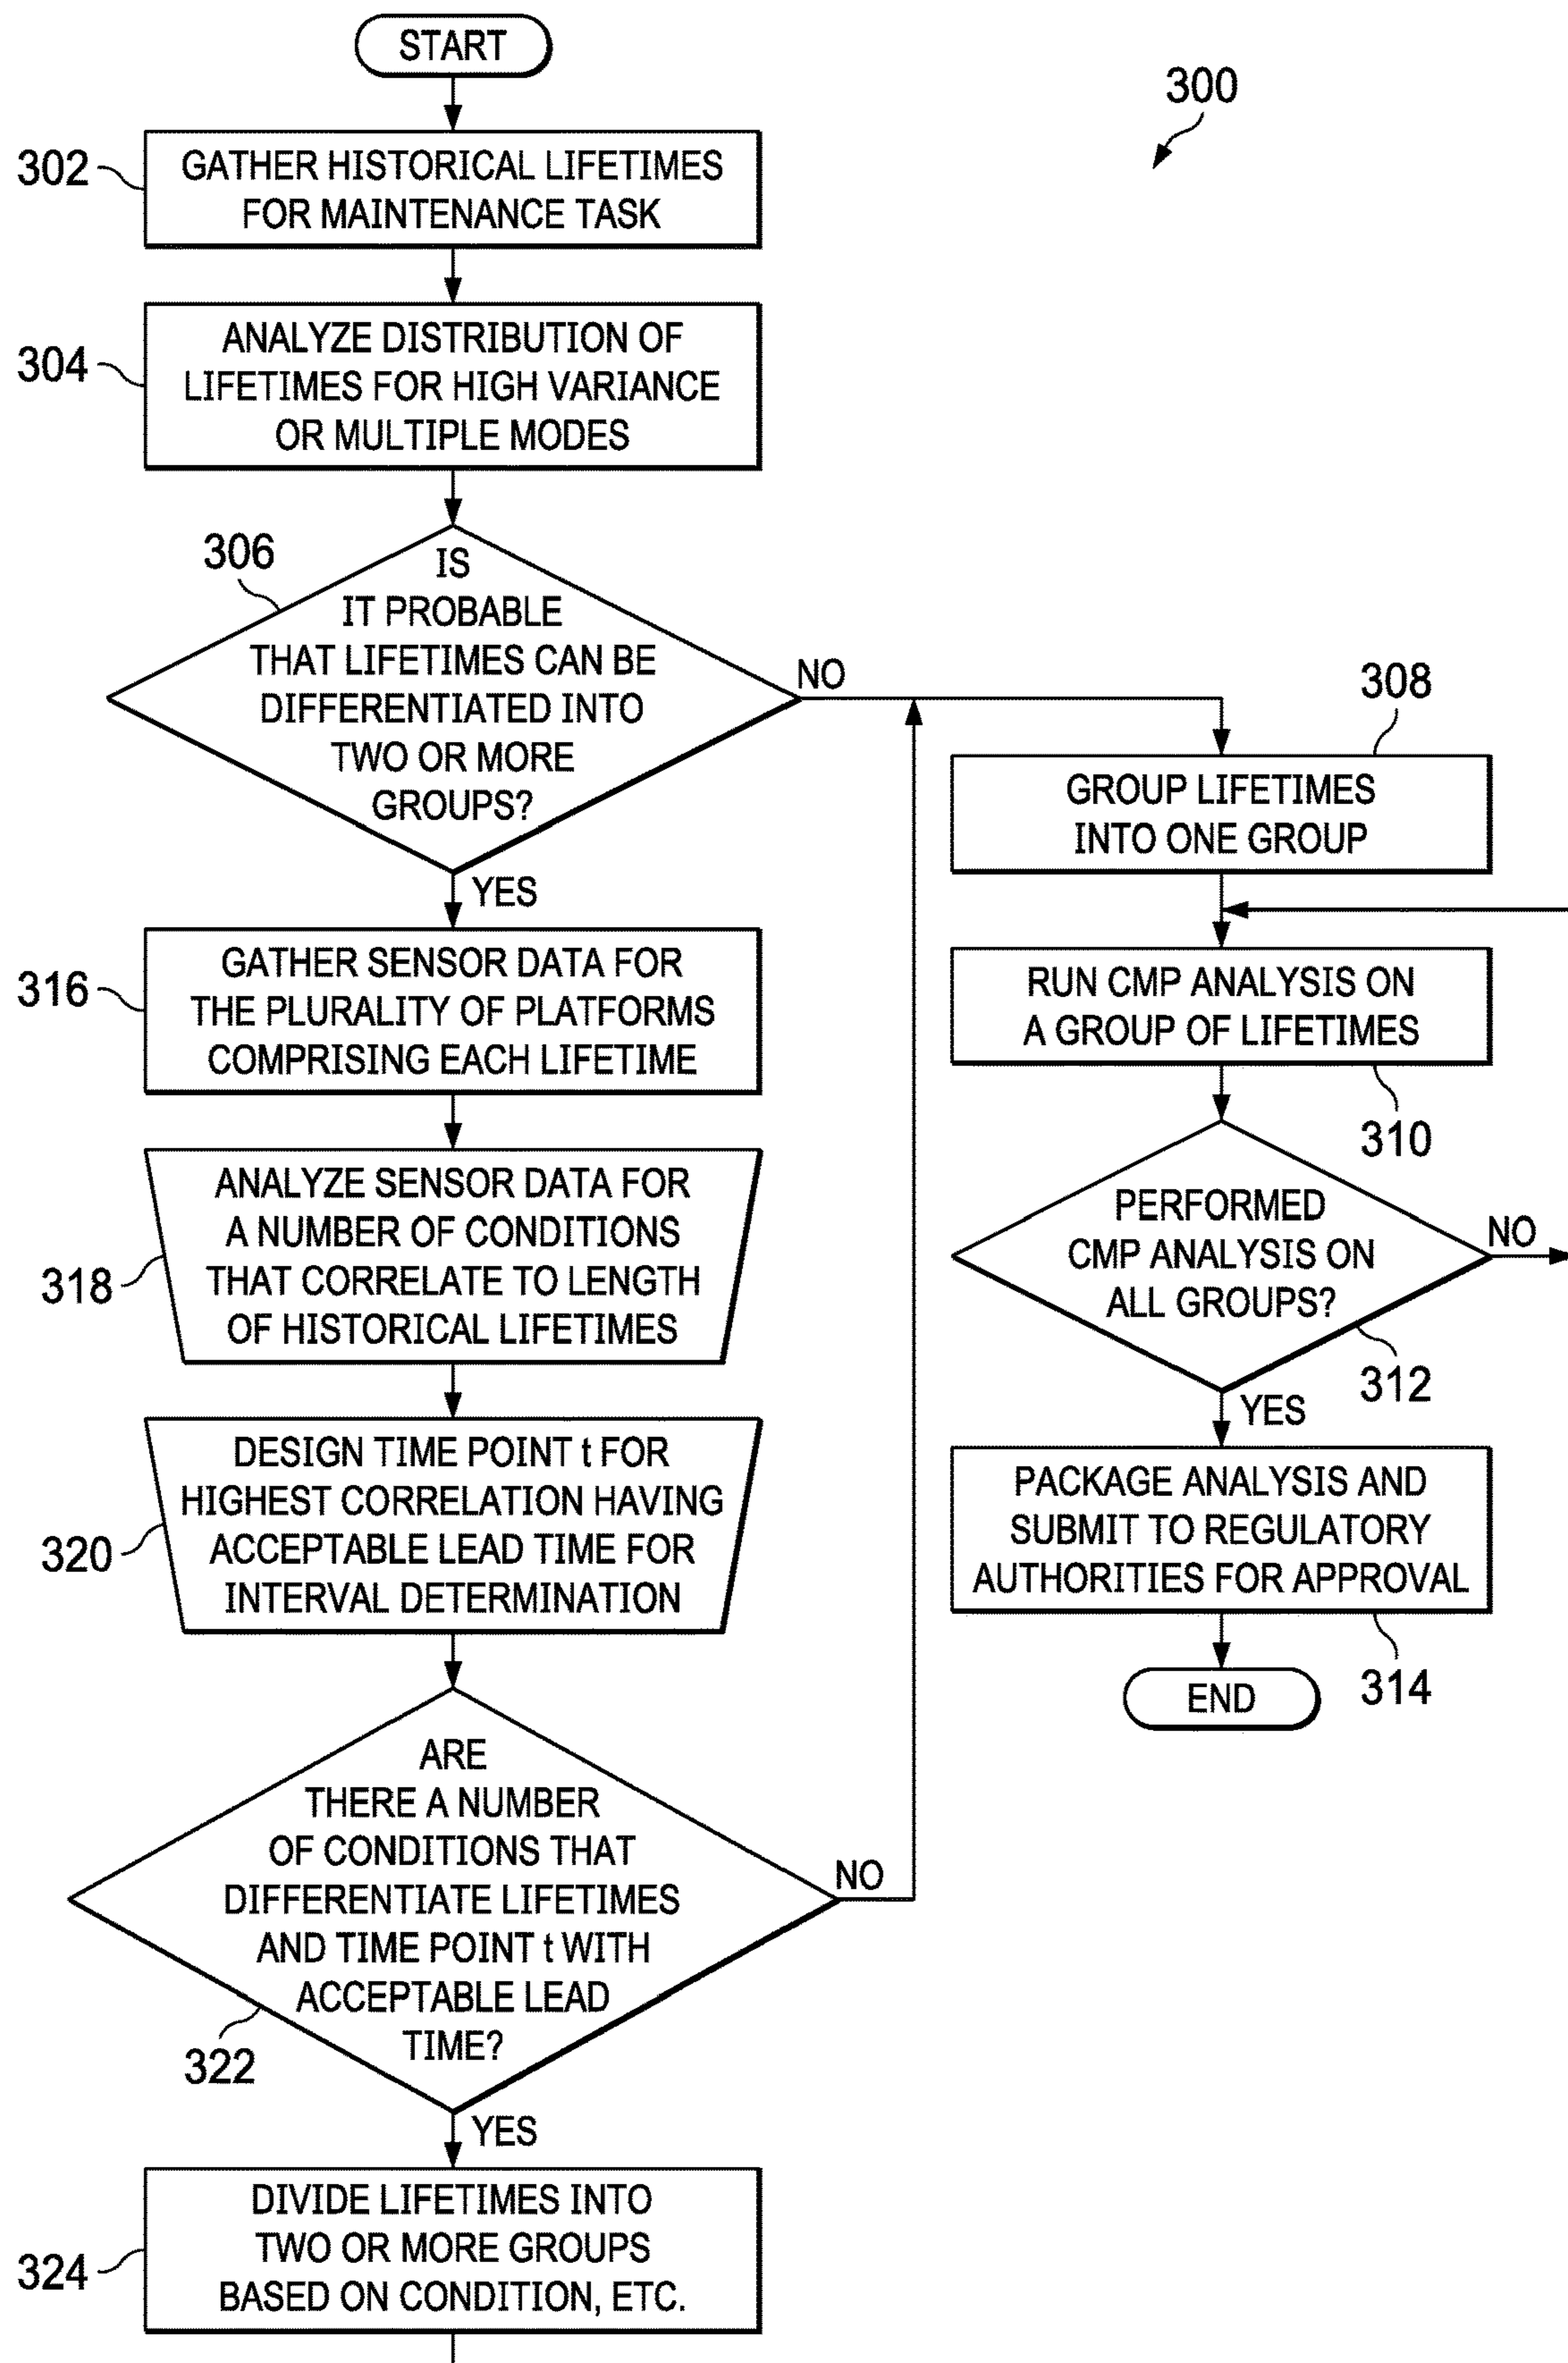 START
300
302
GATHER HISTORICAL LIFETIMES
FOR MAINTENANCE TASK
304
ANALYZE DISTRIBUTION OF
LIFETIMES FOR HIGH VARIANCE
OR MULTIPLE MODES
306
IS
IT PROBABLE
THAT LIFETIMES CAN BE
DIFFERENTIATED INTO
TWO OR MORE
GROUPS?
NO
YES
308
GROUP LIFETIMES
INTO ONE GROUP
RUN CMP ANALYSIS ON
A GROUP OF LIFETIMES
310
PERFORMED
CMP ANALYSIS ON
ALL GROUPS?
NO
312
YES
PACKAGE ANALYSIS AND
SUBMIT TO REGULATORY
AUTHORITIES FOR APPROVAL
314
END
316
GATHER SENSOR DATA FOR
THE PLURALITY OF PLATFORMS
COMPRISING EACH LIFETIME
318
ANALYZE SENSOR DATA FOR
A NUMBER OF CONDITIONS
THAT CORRELATE TO LENGTH
OF HISTORICAL LIFETIMES
320
DESIGN TIME POINT t FOR
HIGHEST CORRELATION HAVING
ACCEPTABLE LEAD TIME FOR
INTERVAL DETERMINATION
ARE
THERE A NUMBER
OF CONDITIONS THAT
DIFFERENTIATE LIFETIMES
AND TIME POINT t WITH
ACCEPTABLE LEAD
TIME?
NO
322
YES
324
DIVIDE LIFETIMES INTO
TWO OR MORE GROUPS
BASED ON CONDITION, ETC.